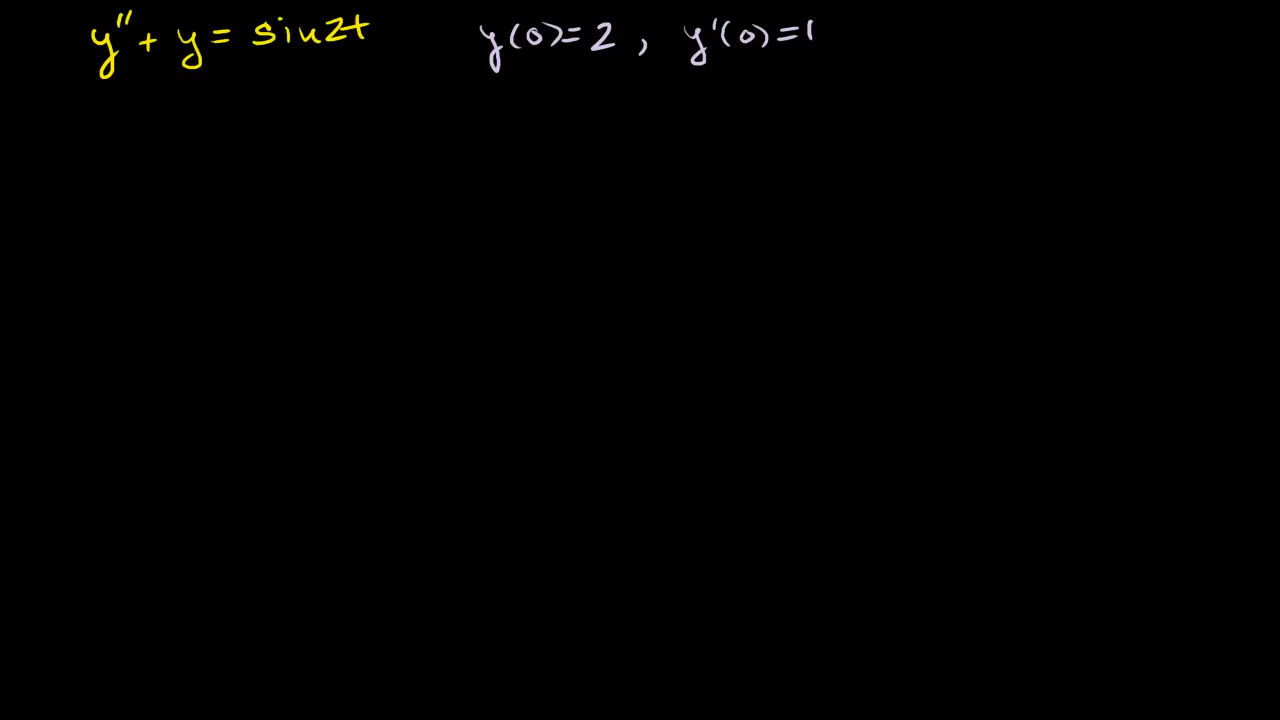 y'' + y = sin2t y(0)=2, y'(0)=1